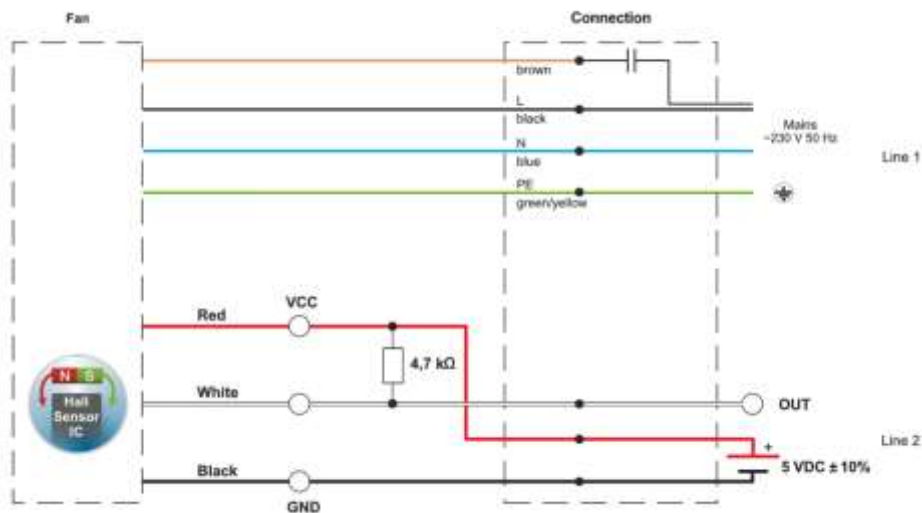 Fan
Connection
brown
L
black
Mains
~230 V 50 Hz
N
blue
Line 1
PE
green/yellow
Red
VCC
4,7 kΩ
N S
Hall
Sensor
IC
White
OUT
Line 2
+
5 VDC ± 10%
Black
GND